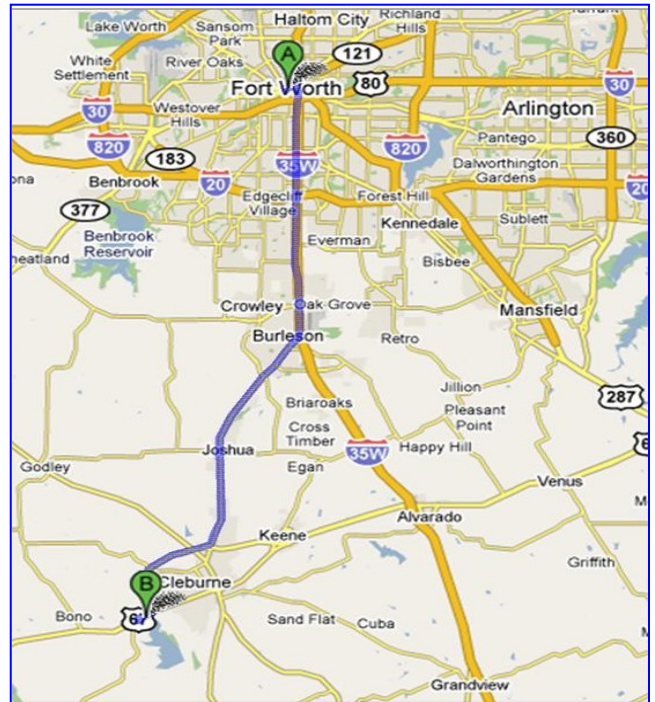 Lake Worth
Haltom City
Richland
Hills
Sansom
Park
121
White
Settlement
River Oaks
A
Fort Worth
80
30
30
Arlington
Westover
Hills
820
35W
820
360
183
Pantego
Benbrook
20
Dalworthington
Gardens
20
377
Edgecliff
Village
Forest Hill
Kennedale
Sublett
Benbrook
Reservoir
Everman
Bisbee
Crowley
Oak Grove
Mansfield
Burleson
Retro
Jillion
287
Briaroaks
Pleasant
Point
Cross
Timber
35W
Happy Hill
Joshua
Godley
Egan
Venus
Alvarado
Keene
Griffith
B
Cleburne
Bono
67
Sand Flat
Cuba
Grandview